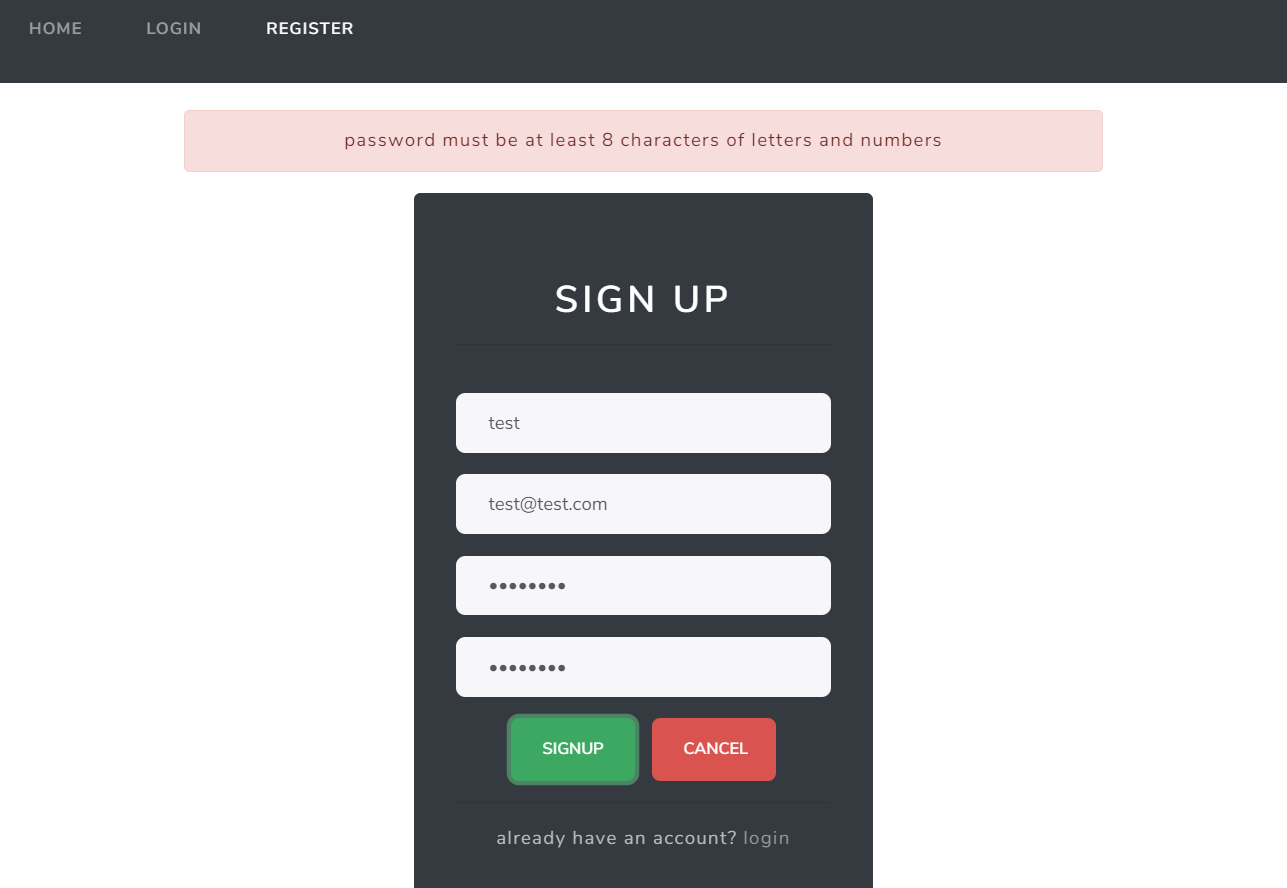 HOME LOGIN REGISTER
password must be at least 8 characters of letters and numbers
SIGN UP
test
test@test.com
••••••••
••••••••
SIGNUP CANCEL
already have an account? login